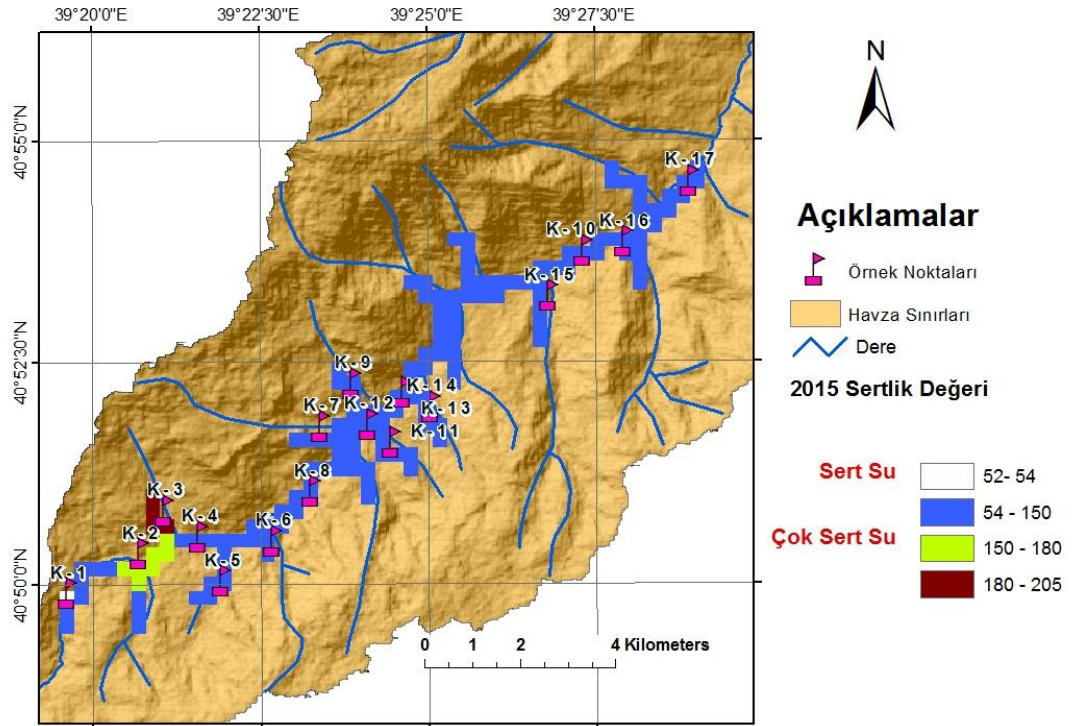 39°20'0"E 39°22'30"E 39°25'0"E 39°27'30"E
40°55'0"N
40°52'30"N
40°50'0"N
K-17
K-10
K-16
K-15
K-9
K-14
K-7
K-12
K-13
K-11
K-8
K-3
K-4
K-6
K-2
K-5
K-1
0 1 2 4 Kilometers
N
Açıklamalar
Örnek Noktaları
Havza Sınırları
Dere
2015 Sertlik Değeri
Sert Su
52- 54
54 - 150
Çok Sert Su
150 - 180
180 - 205